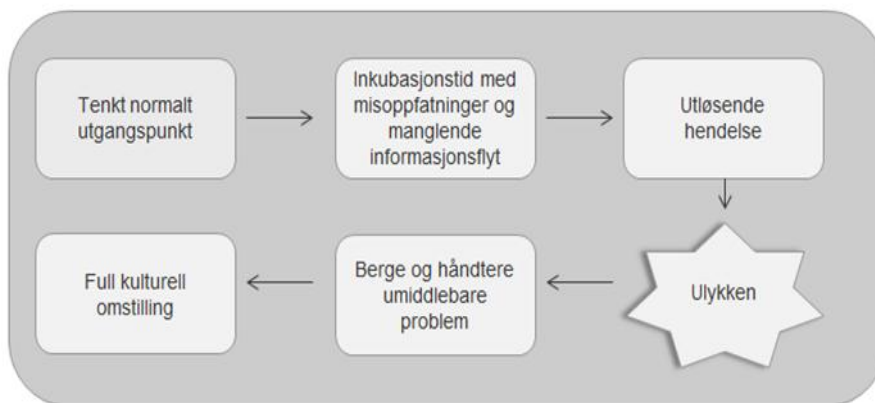 Tenkt normalt
utgangspunkt
Inkubasjonstid med
misoppfatninger og
manglende
informasjonsflyt
Utløsende
hendelse
Ulykken
Berge og håndtere
umiddelbare
problem
Full kulturell
omstilling